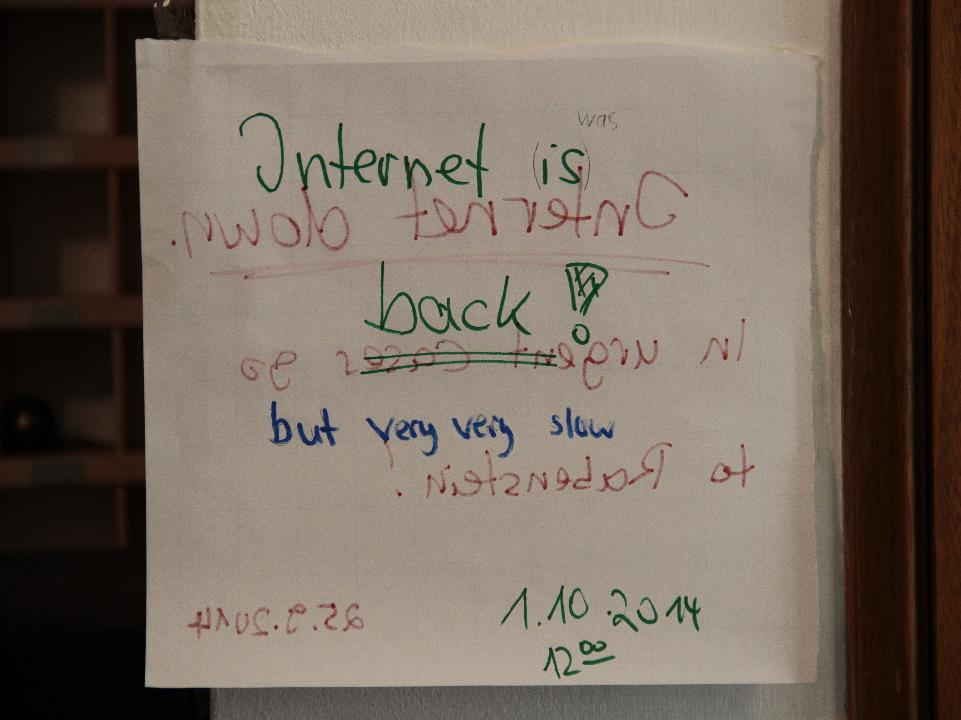 was
Internet (is)
Internet down.
back !
In urgent cases go
but very very slow
to Rabenstein.
25.9.2014
1.10.2014
12⁰⁰